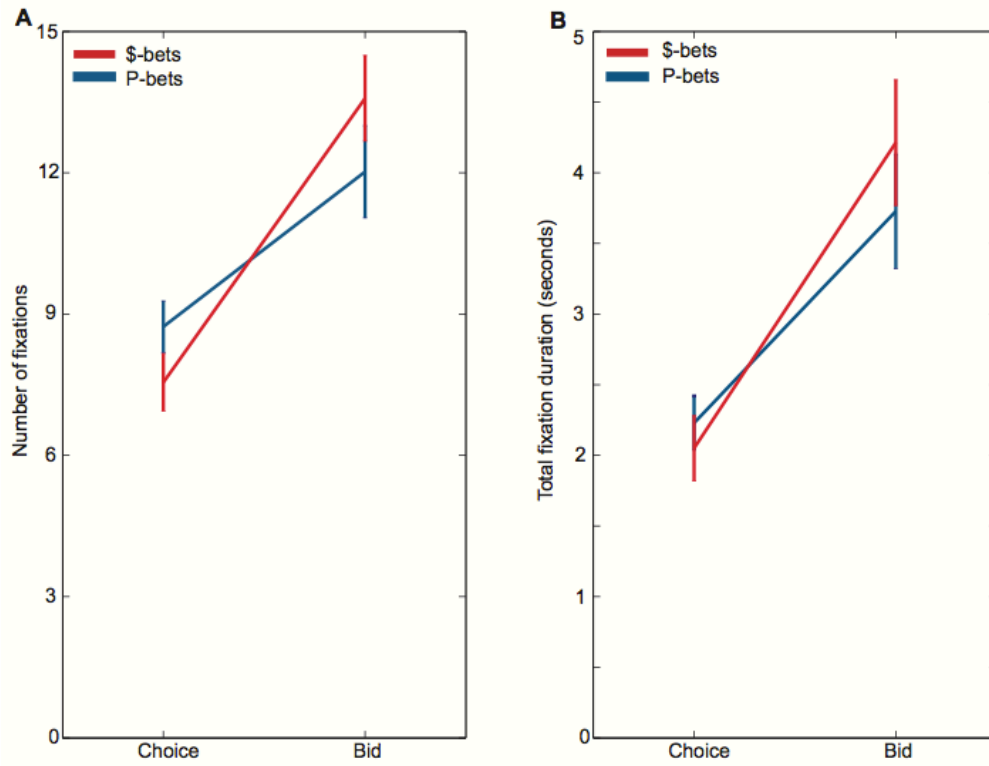 A
15
$-bets
P-bets
12
9
6
3
0
Number of fixations
Choice
Bid
B
5
$-bets
P-bets
4
3
2
1
0
Total fixation duration (seconds)
Choice
Bid